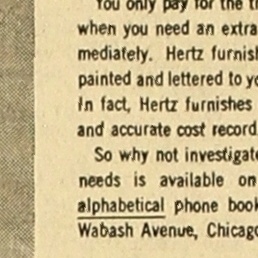 You only pay for the
when you need an extra
mediately. Hertz furnish
painted and lettered to
In fact, Hertz furnishes
and accurate cost record
So why not investigate
needs is available on
alphabetical phone book
Wabash Avenue, Chicago